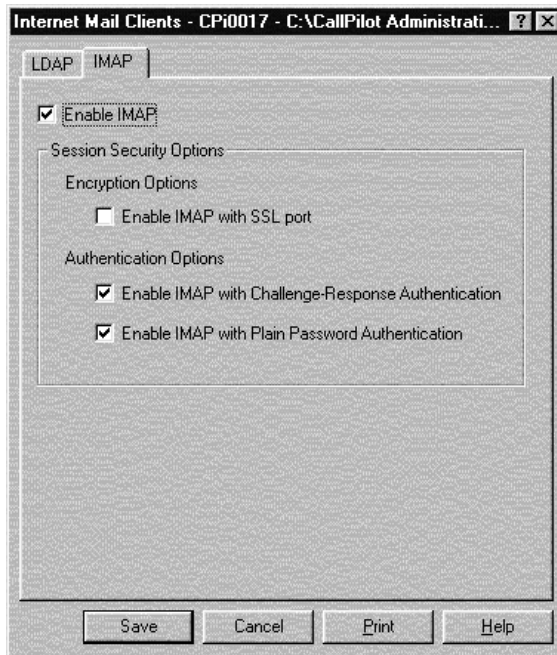 Internet Mail Clients - CPi0017 - C:\CallPilot Administrati...
LDAP IMAP
Enable IMAP
Session Security Options
Encryption Options
Enable IMAP with SSL port
Authentication Options
Enable IMAP with Challenge-Response Authentication
Enable IMAP with Plain Password Authentication
Save Cancel Print Help